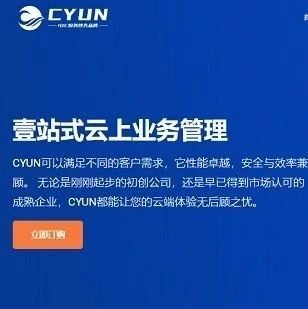 CYUN
壹站式云上业务管理
CYUN可以满足不同的客户需求，它性能卓越，安全与效率兼
顾。 无论是刚刚起步的初创公司，还是早已得到市场认可的
成熟企业，CYUN都能让您的云端体验无后顾之忧。
立即订购